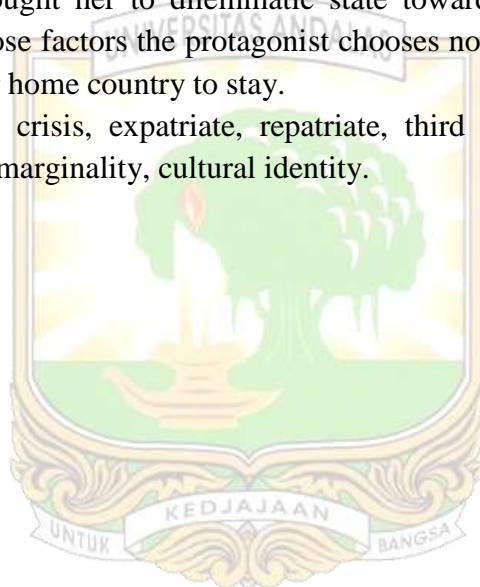 ought her to dilemmatic state toward
UNIVERSITAS ANDALAS
ose factors the protagonist chooses no
home country to stay.
crisis, expatriate, repatriate, third
marginality, cultural identity.
UNTUK KEDJAJAAN BANGSA